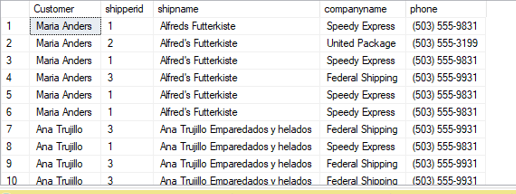 Customer shipperid shipname companyname phone
1 Maria Anders 1 Alfreds Futterkiste Speedy Express (503) 555-9831
2 Maria Anders 2 Alfred's Futterkiste United Package (503) 555-3199
3 Maria Anders 1 Alfred's Futterkiste Speedy Express (503) 555-9831
4 Maria Anders 3 Alfred's Futterkiste Federal Shipping (503) 555-9931
5 Maria Anders 1 Alfred's Futterkiste Speedy Express (503) 555-9831
6 Maria Anders 1 Alfred's Futterkiste Speedy Express (503) 555-9831
7 Ana Trujillo 3 Ana Trujillo Emparedados y helados Federal Shipping (503) 555-9931
8 Ana Trujillo 1 Ana Trujillo Emparedados y helados Speedy Express (503) 555-9831
9 Ana Trujillo 3 Ana Trujillo Emparedados y helados Federal Shipping (503) 555-9931
10 Ana Trujillo 3 Ana Trujillo Emparedados y helados Federal Shipping (503) 555-9931